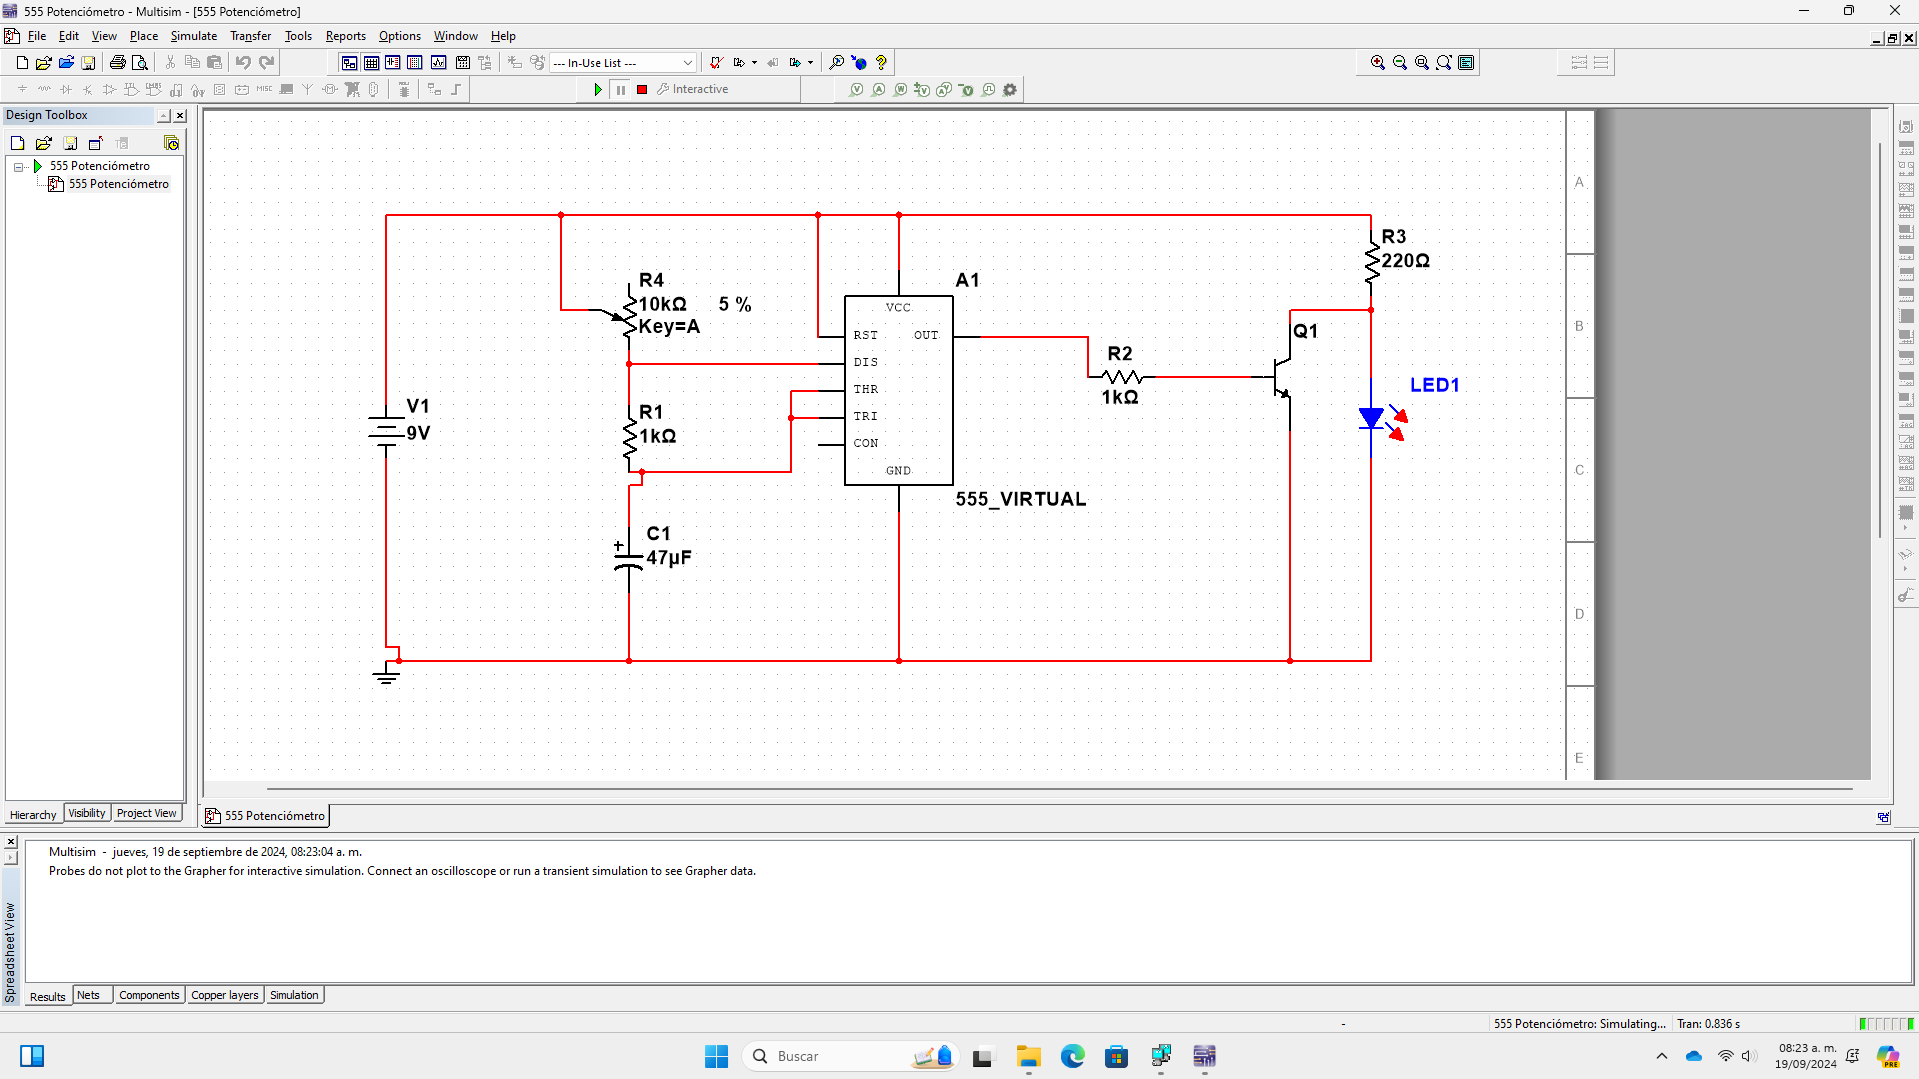 555 Potenciómetro - Multisim - [555 Potenciómetro]
File Edit View Place Simulate Transfer Tools Reports Options Window Help
--- In-Use List ---
Interactive
Design Toolbox
555 Potenciómetro
555 Potenciómetro
A
B
C
D
E
R3
220Ω
R4
10kΩ 5 %
Key=A
A1
VCC
RST OUT
DIS
THR
TRI
CON
GND
555_VIRTUAL
Q1
R2
1kΩ
LED1
V1
9V
R1
1kΩ
C1
47µF
Hierarchy Visibility Project View
555 Potenciómetro
Multisim - jueves, 19 de septiembre de 2024, 08:23:04 a. m.
Probes do not plot to the Grapher for interactive simulation. Connect an oscilloscope or run a transient simulation to see Grapher data.
Spreadsheet View
Results Nets Components Copper layers Simulation
- 555 Potenciómetro: Simulating... Tran: 0.836 s
Buscar
08:23 a. m.
19/09/2024
PRE